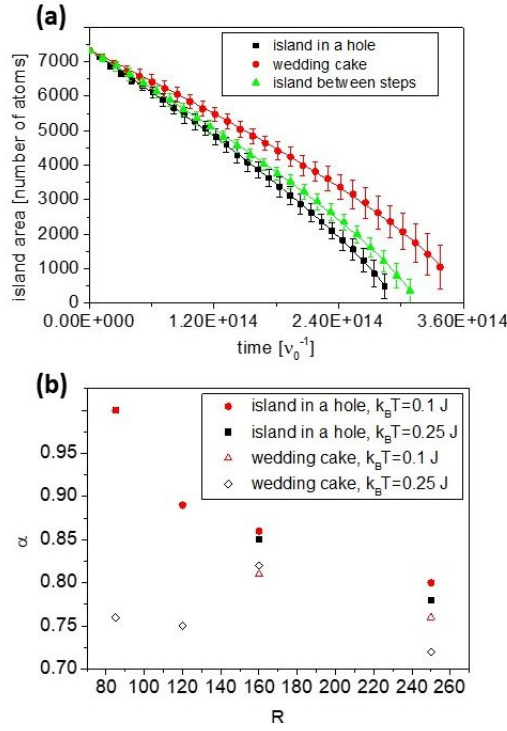 (a)
island in a hole
wedding cake
island between steps
7000
6000
5000
4000
3000
2000
1000
0
island area [number of atoms]
0.00E+000 1.20E+014 2.40E+014 3.60E+014
time [ν₀⁻¹]
(b)
island in a hole, k_BT=0.1 J
island in a hole, k_BT=0.25 J
wedding cake, k_BT=0.1 J
wedding cake, k_BT=0.25 J
0.95
0.90
0.85
0.80
0.75
0.70
α
80 100 120 140 160 180 200 220 240 260
R